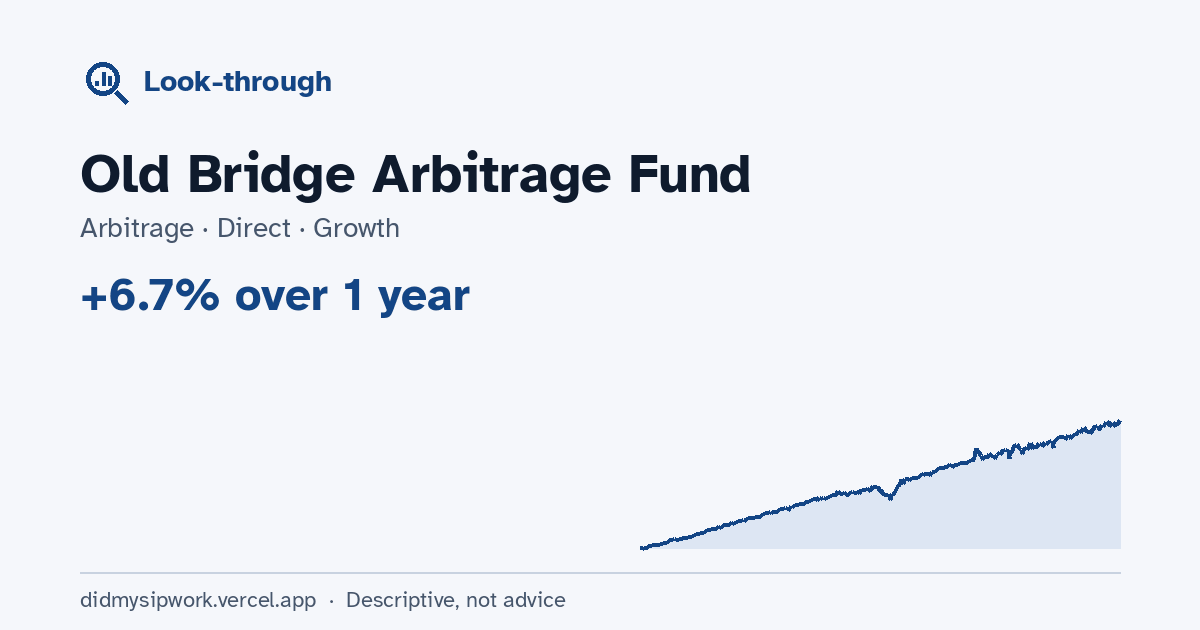 Look-through
Old Bridge Arbitrage Fund
Arbitrage · Direct · Growth
+6.7% over 1 year
didmysipwork.vercel.app · Descriptive, not advice